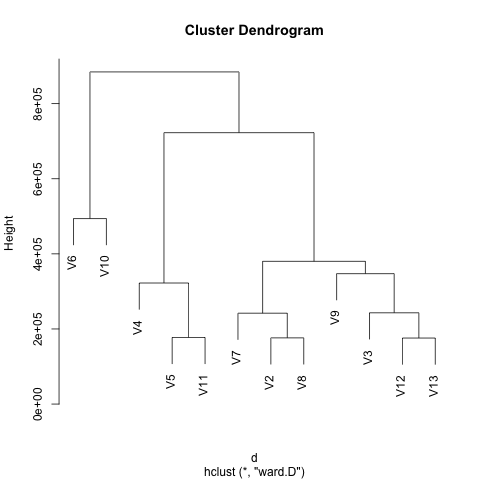 Cluster Dendrogram
Height
8e+05
6e+05
4e+05
2e+05
0e+00
V6
V10
V4
V5
V11
V7
V2
V8
V9
V3
V12
V13
d
hclust (*, "ward.D")